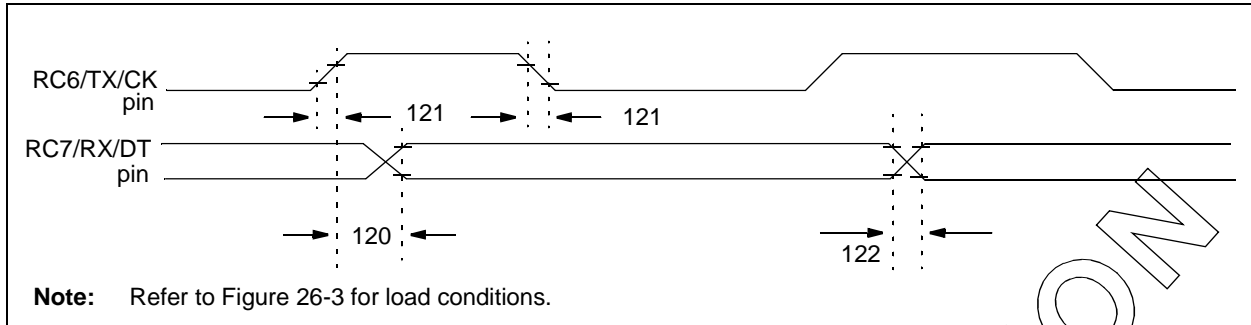 RC6/TX/CK
pin
121
121
RC7/RX/DT
pin
120
122
Note: Refer to Figure 26-3 for load conditions.
ON